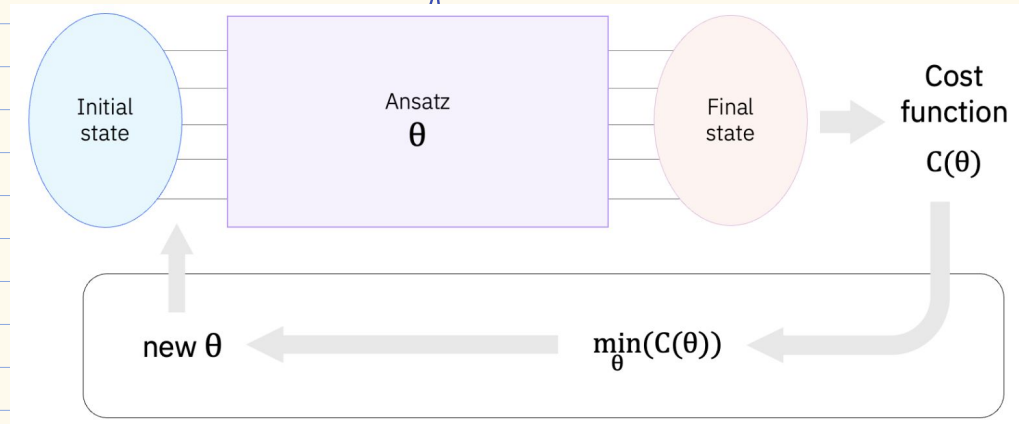 Initial
state
Ansatz
θ
Final
state
Cost
function
C(θ)
new θ
min(C(θ))
θ